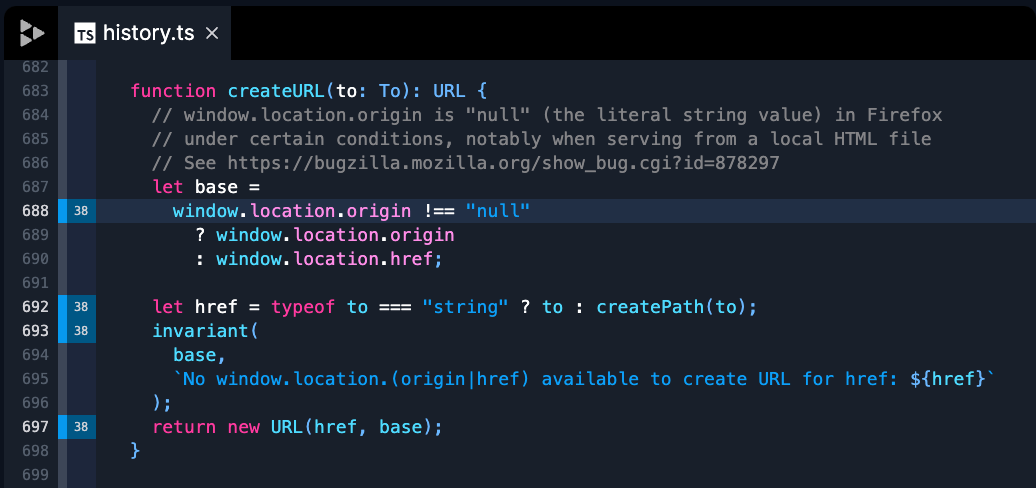 TS history.ts ×
682
683 function createURL(to: To): URL {
684 // window.location.origin is "null" (the literal string value) in Firefox
685 // under certain conditions, notably when serving from a local HTML file
686 // See https://bugzilla.mozilla.org/show_bug.cgi?id=878297
687 let base =
688 38 window.location.origin !== "null"
689 ? window.location.origin
690 : window.location.href;
691
692 38 let href = typeof to === "string" ? to : createPath(to);
693 38 invariant(
694 base,
695 `No window.location.(origin|href) available to create URL for href: ${href}`
696 );
697 38 return new URL(href, base);
698 }
699